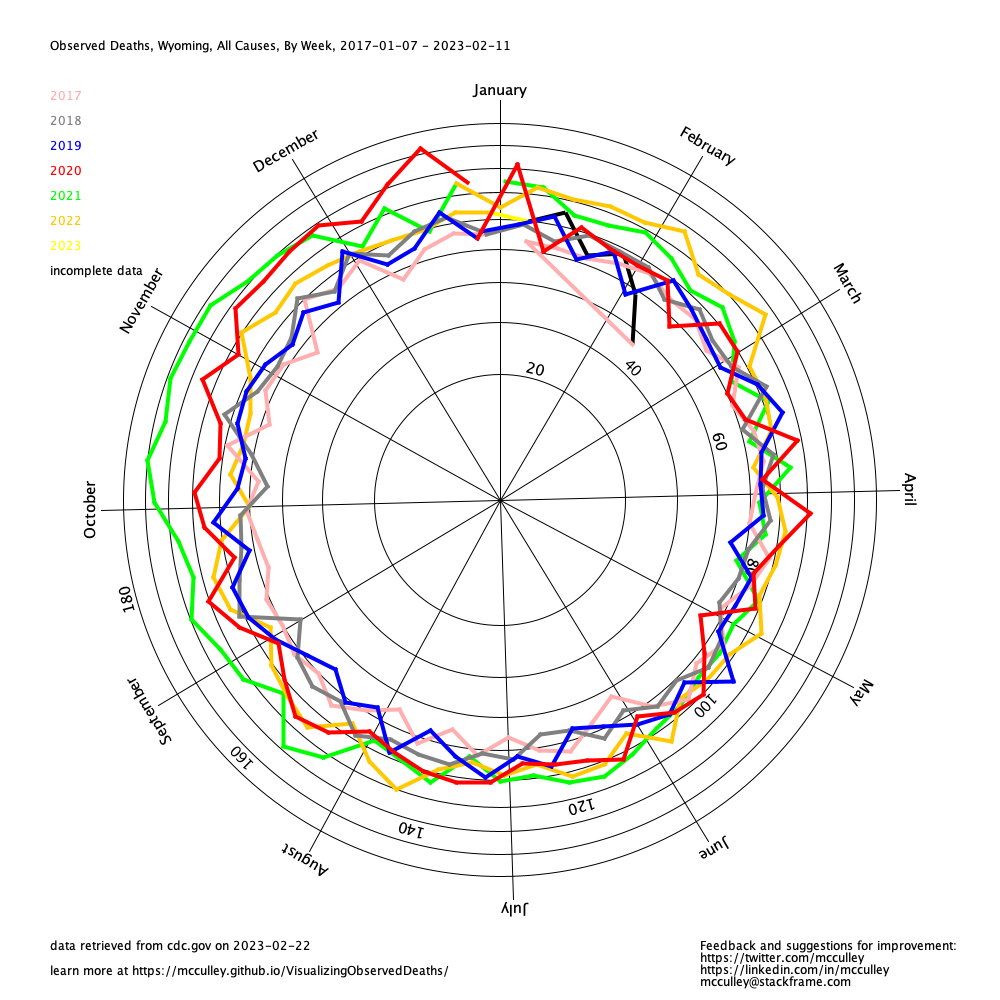 Observed Deaths, Wyoming, All Causes, By Week, 2017-01-07 - 2023-02-11
January
2017
2018
2019
2020
2021
2022
2023
incomplete data
December
February
November
March
20
40
60
October
April
80
180
September
May
100
160
120
140
August
June
July
data retrieved from cdc.gov on 2023-02-22
learn more at https://mcculley.github.io/VisualizingObservedDeaths/
Feedback and suggestions for improvement:
https://twitter.com/mcculley
https://linkedin.com/in/mcculley
mcculley@stackframe.com